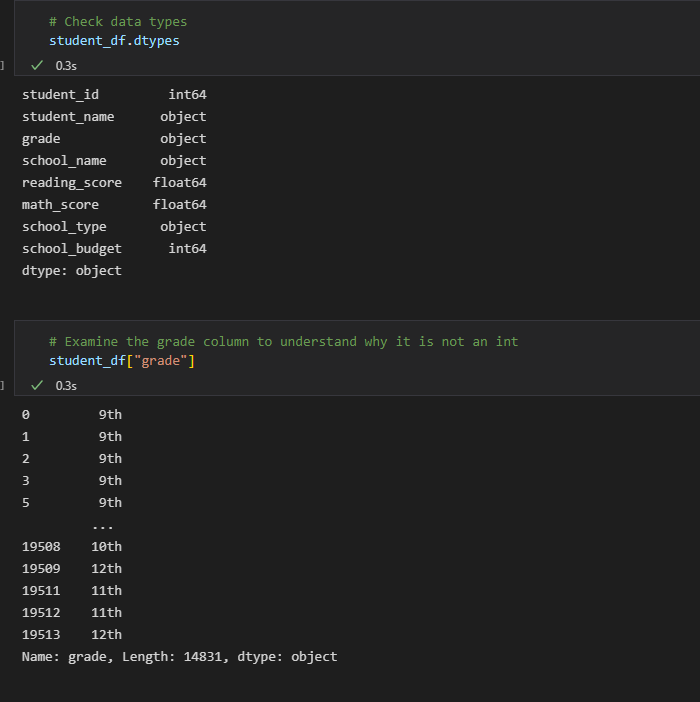 # Check data types
student_df.dtypes
] ✓ 0.3s
student_id int64
student_name object
grade object
school_name object
reading_score float64
math_score float64
school_type object
school_budget int64
dtype: object
# Examine the grade column to understand why it is not an int
student_df["grade"]
] ✓ 0.3s
0 9th
1 9th
2 9th
3 9th
5 9th
...
19508 10th
19509 12th
19511 11th
19512 11th
19513 12th
Name: grade, Length: 14831, dtype: object